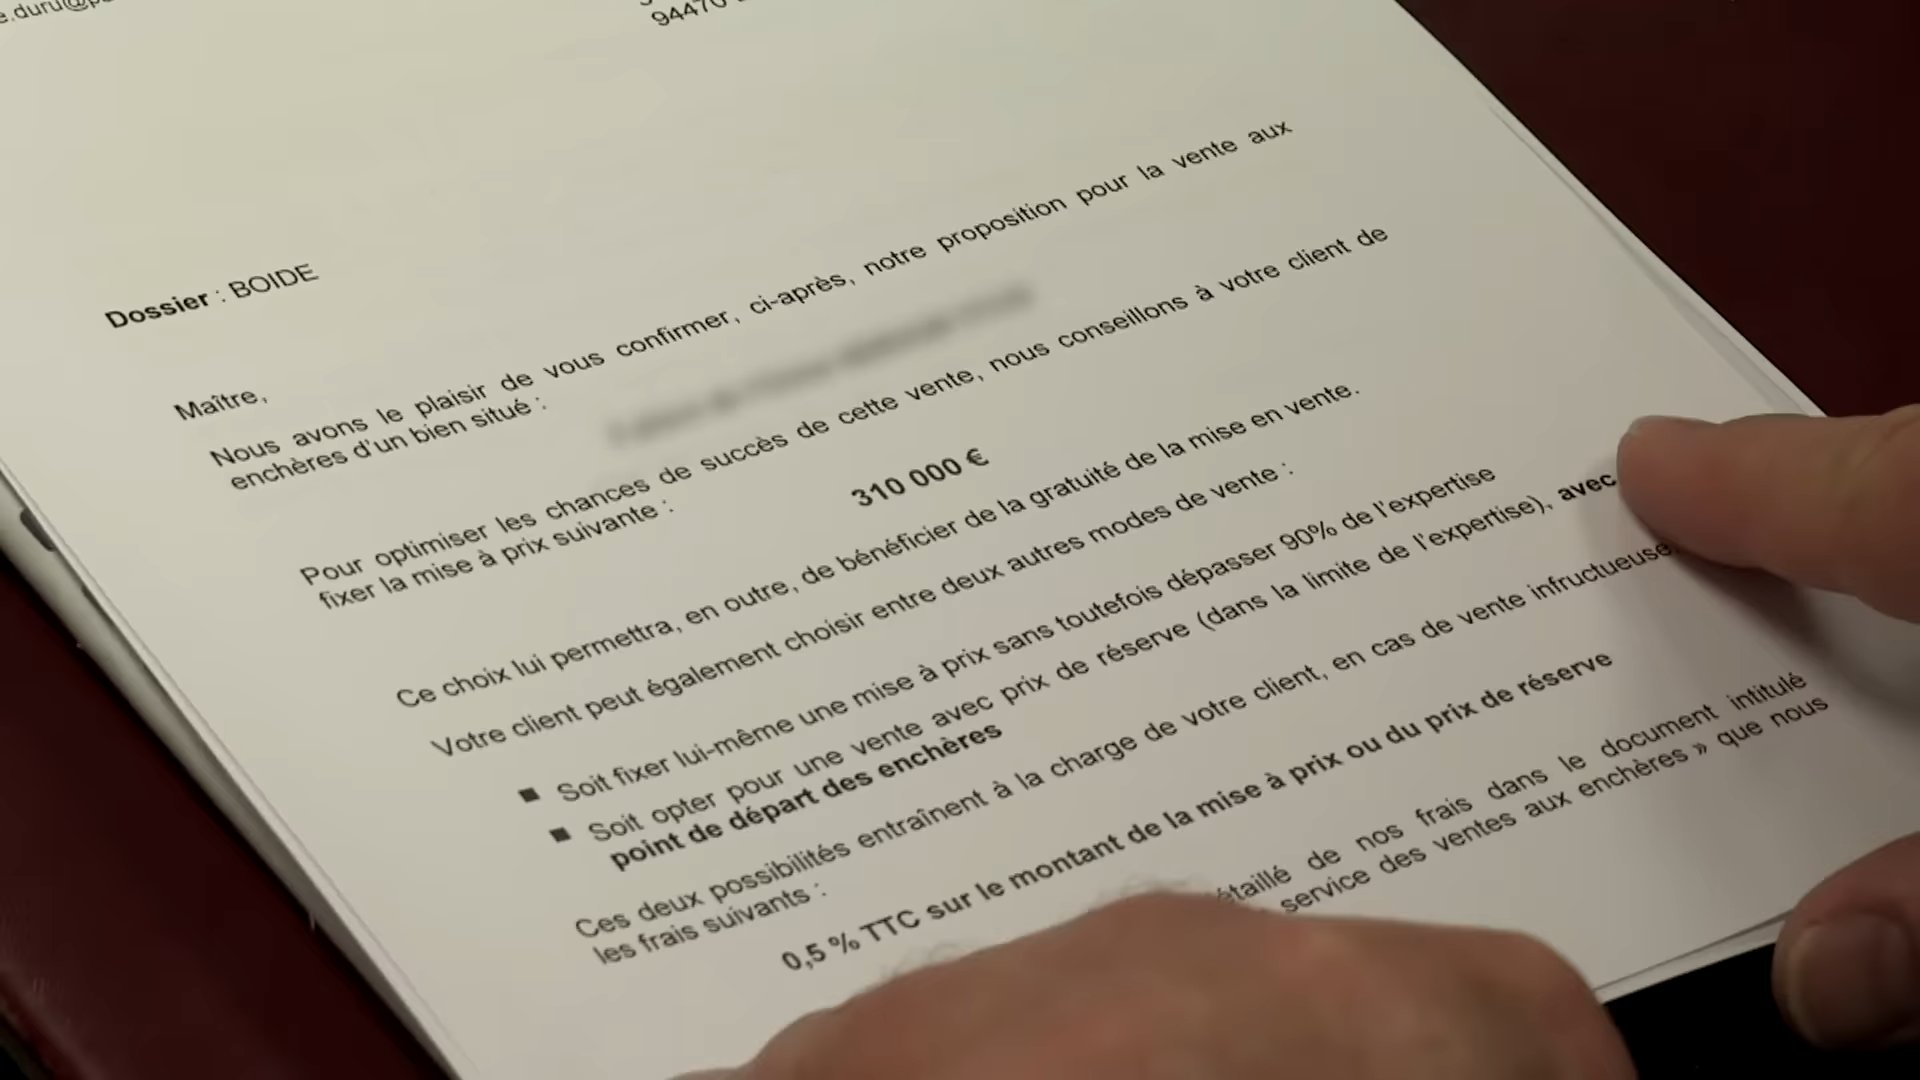 94470
Dossier : BOIDE
Maître,
Nous avons le plaisir de vous confirmer, ci-après, notre proposition pour la vente aux
enchères d'un bien situé :
Pour optimiser les chances de succès de cette vente, nous conseillons à votre client de
fixer la mise à prix suivante :
310 000 €
Ce choix lui permettra, en outre, de bénéficier de la gratuité de la mise en vente.
Votre client peut également choisir entre deux autres modes de vente :
■ Soit fixer lui-même une mise à prix sans toutefois dépasser 90% de l'expertise
■ Soit opter pour une vente avec prix de réserve (dans la limite de l'expertise), avec
point de départ des enchères
Ces deux possibilités entraînent à la charge de votre client, en cas de vente infructueuse,
les frais suivants :
0,5 % TTC sur le montant de la mise à prix ou du prix de réserve
étaillé de nos frais dans le document intitulé
service des ventes aux enchères » que nous